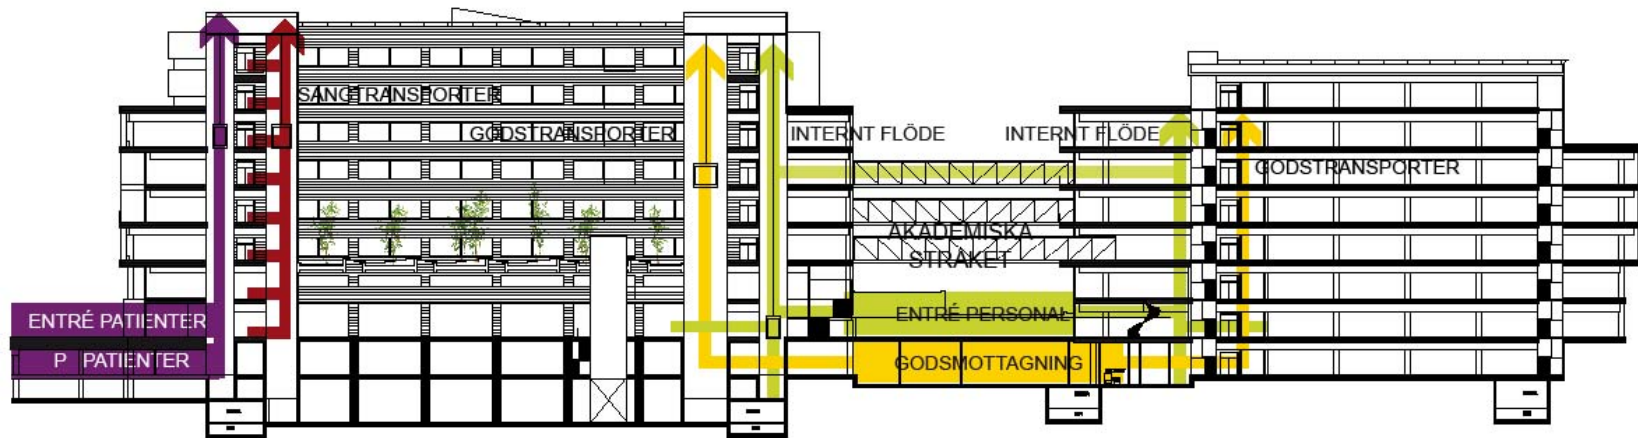 SÄNGTRANSPORTER
GODSTRANSPORTER
INTERNT FLÖDE
INTERNT FLÖDE
GODSTRANSPORTER
AKADEMISKA
STRÅKET
ENTRÉ PATIENTER
ENTRÉ PERSONAL
P PATIENTER
GODSMOTTAGNING